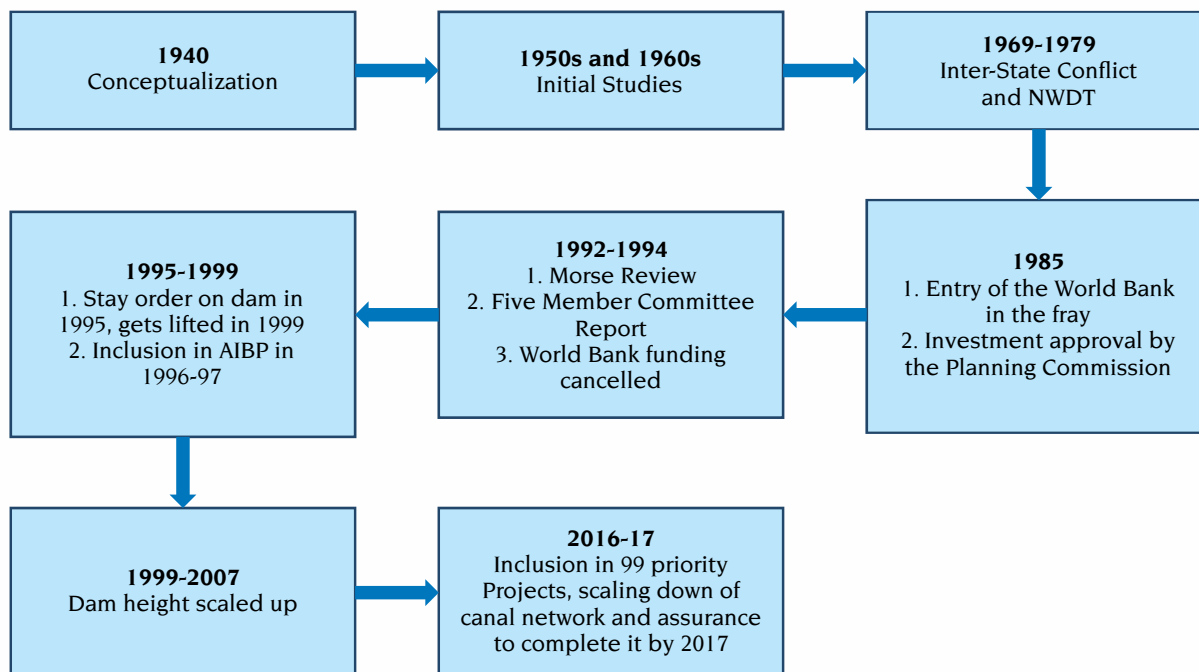 1940
Conceptualization
1950s and 1960s
Initial Studies
1969-1979
Inter-State Conflict
and NWDT
1985
1. Entry of the World Bank
in the fray
2. Investment approval by
the Planning Commission
1992-1994
1. Morse Review
2. Five Member Committee
Report
3. World Bank funding
cancelled
1995-1999
1. Stay order on dam in
1995, gets lifted in 1999
2. Inclusion in AIBP in
1996-97
1999-2007
Dam height scaled up
2016-17
Inclusion in 99 priority
Projects, scaling down of
canal network and assurance
to complete it by 2017